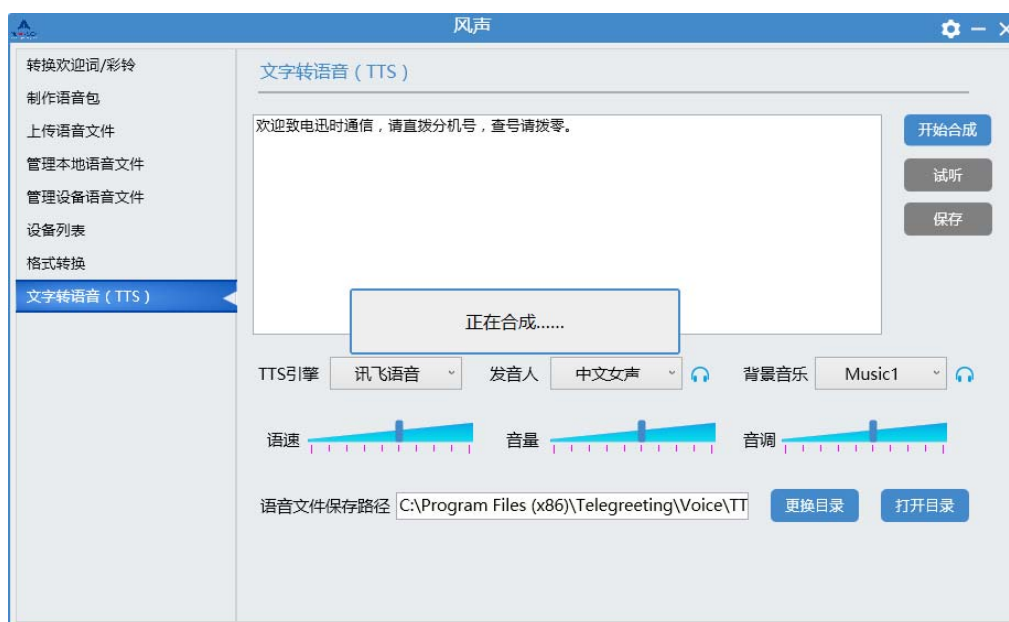 风声
转换欢迎词/彩铃
制作语音包
上传语音文件
管理本地语音文件
管理设备语音文件
设备列表
格式转换
文字转语音（TTS）
文字转语音（TTS）
欢迎致电迅时通信，请直拨分机号，查号请拨零。
开始合成
试听
保存
正在合成......
TTS引擎 讯飞语音 发音人 中文女声 背景音乐 Music1
语速 音量 音调
语音文件保存路径 C:\Program Files (x86)\Telegreeting\Voice\TT 更换目录 打开目录